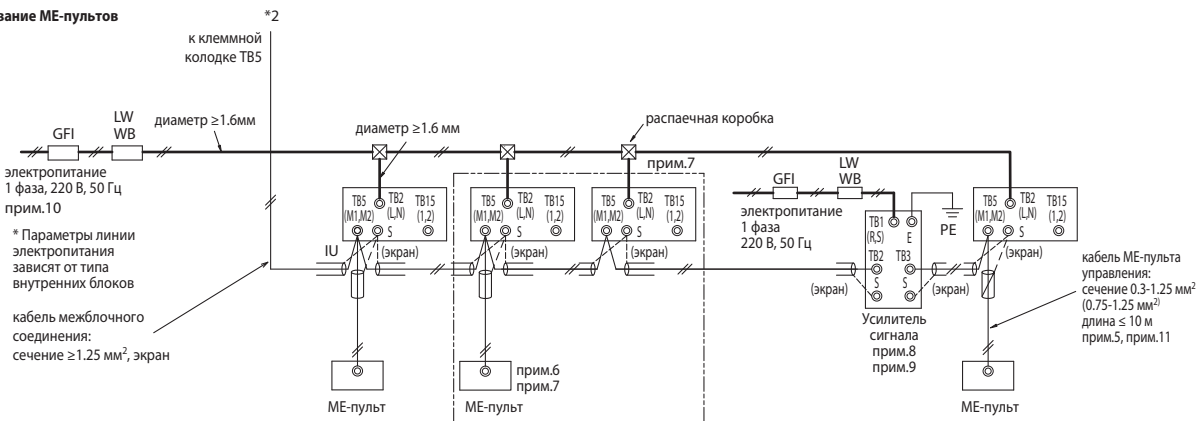 вание МЕ-пультов
*2
к клеммной
колодке ТВ5
GFI
LW
WB
диаметр ≥1.6мм
диаметр ≥1.6 мм
распаечная коробка
прим.7
электропитание
1 фаза, 220 В, 50 Гц
прим.10
* Параметры линии
электропитания
зависят от типа
внутренних блоков
кабель межблочного
соединения:
сечение ≥1.25 мм², экран
IU
TB5
(M1,M2)
TB2
(L,N)
TB15
(1,2)
S
(экран)
МЕ-пульт
TB5
(M1,M2)
TB2
(L,N)
TB15
(1,2)
S
(экран)
прим.6
прим.7
МЕ-пульт
TB5
(M1,M2)
TB2
(L,N)
TB15
(1,2)
S
(экран)
GFI
LW
WB
электропитание
1 фаза
220 В, 50 Гц
TB1
(R,S)
E
PE
TB2
TB3
S
S
(экран)
(экран)
Усилитель
сигнала
прим.8
прим.9
TB5
(M1,M2)
TB2
(L,N)
TB15
(1,2)
S
(экран)
МЕ-пульт
кабель МЕ-пульта
управления:
сечение 0.3-1.25 мм²
(0.75-1.25 мм²⁾
длина ≤ 10 м
прим.5, прим.11